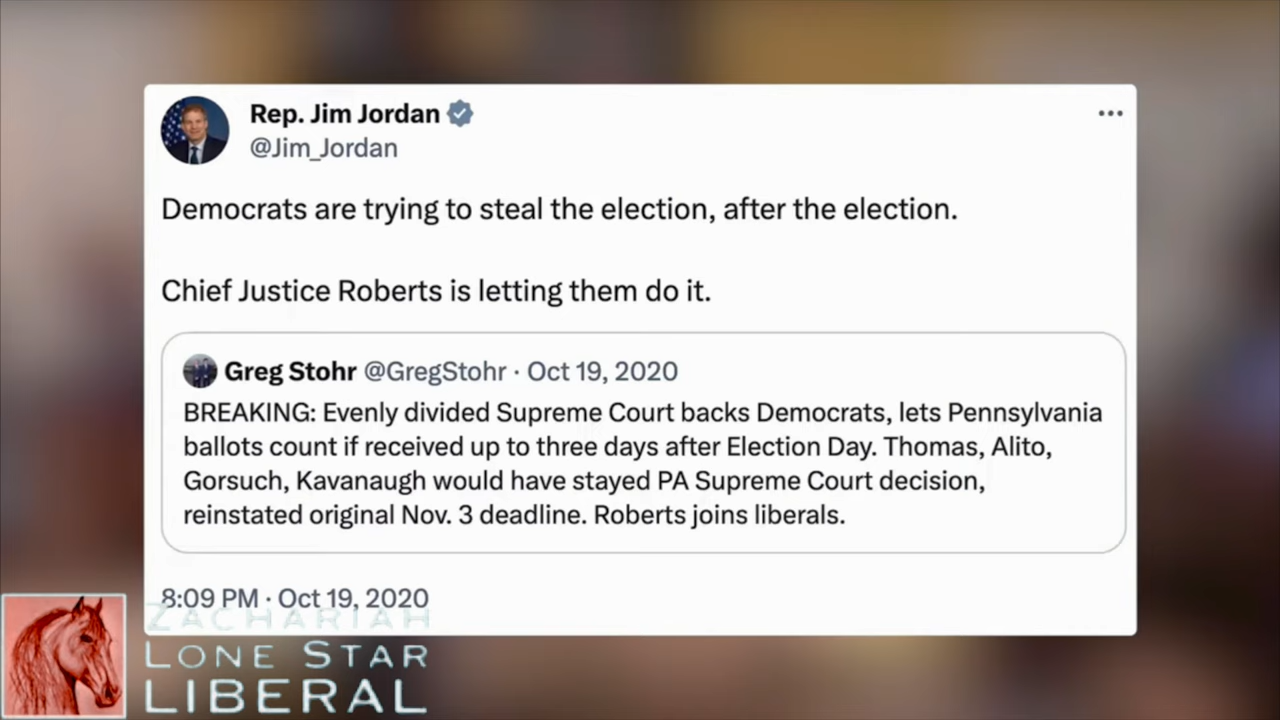 Rep. Jim Jordan
@Jim_Jordan
Democrats are trying to steal the election, after the election.
Chief Justice Roberts is letting them do it.
Greg Stohr @GregStohr · Oct 19, 2020
BREAKING: Evenly divided Supreme Court backs Democrats, lets Pennsylvania
ballots count if received up to three days after Election Day. Thomas, Alito,
Gorsuch, Kavanaugh would have stayed PA Supreme Court decision,
reinstated original Nov. 3 deadline. Roberts joins liberals.
8:09 PM · Oct 19, 2020
ZACHARIAH
LONE STAR
LIBERAL